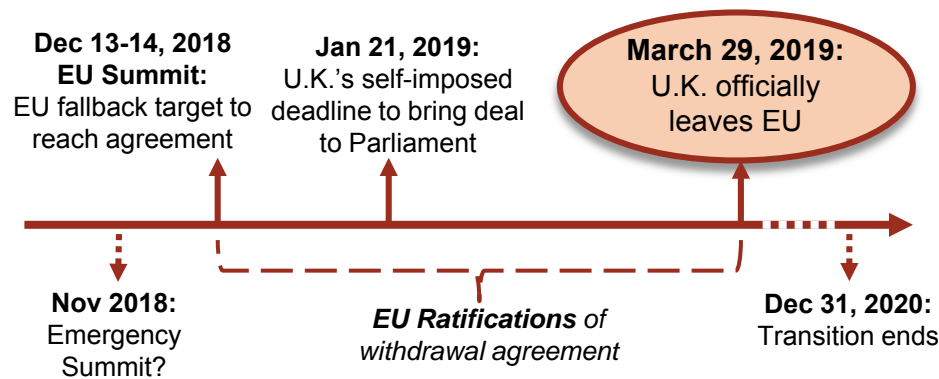 Dec 13-14, 2018
EU Summit:
EU fallback target to
reach agreement
Jan 21, 2019:
U.K.'s self-imposed
deadline to bring deal
to Parliament
March 29, 2019:
U.K. officially
leaves EU
Nov 2018:
Emergency
Summit?
EU Ratifications of
withdrawal agreement
Dec 31, 2020:
Transition ends